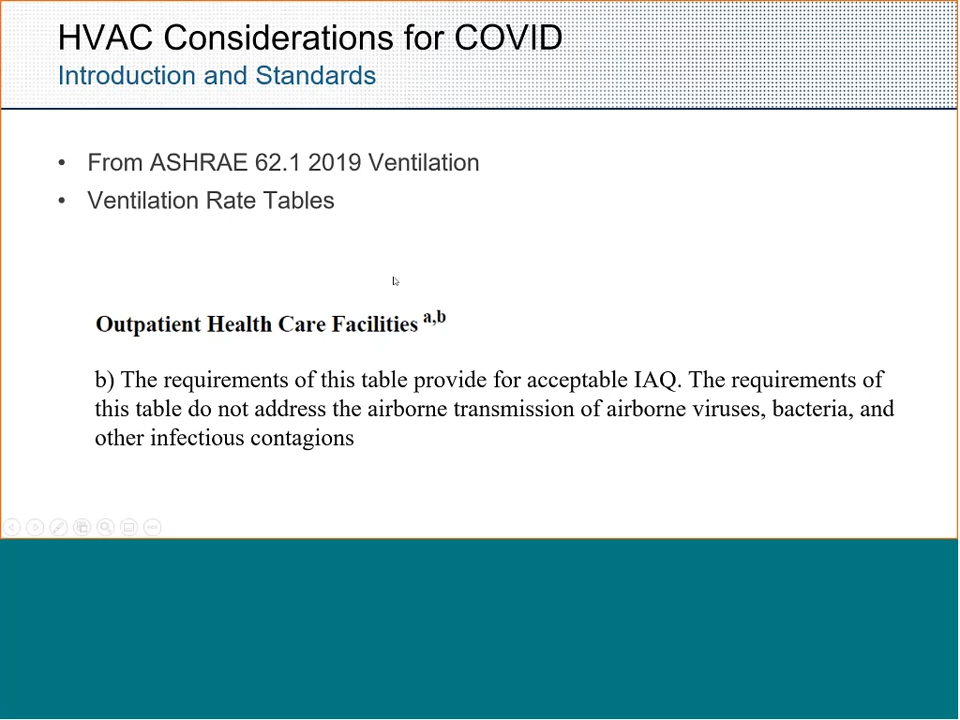 HVAC Considerations for COVID
Introduction and Standards
• From ASHRAE 62.1 2019 Ventilation
• Ventilation Rate Tables
Outpatient Health Care Facilities a,b
b) The requirements of this table provide for acceptable IAQ. The requirements of
this table do not address the airborne transmission of airborne viruses, bacteria, and
other infectious contagions